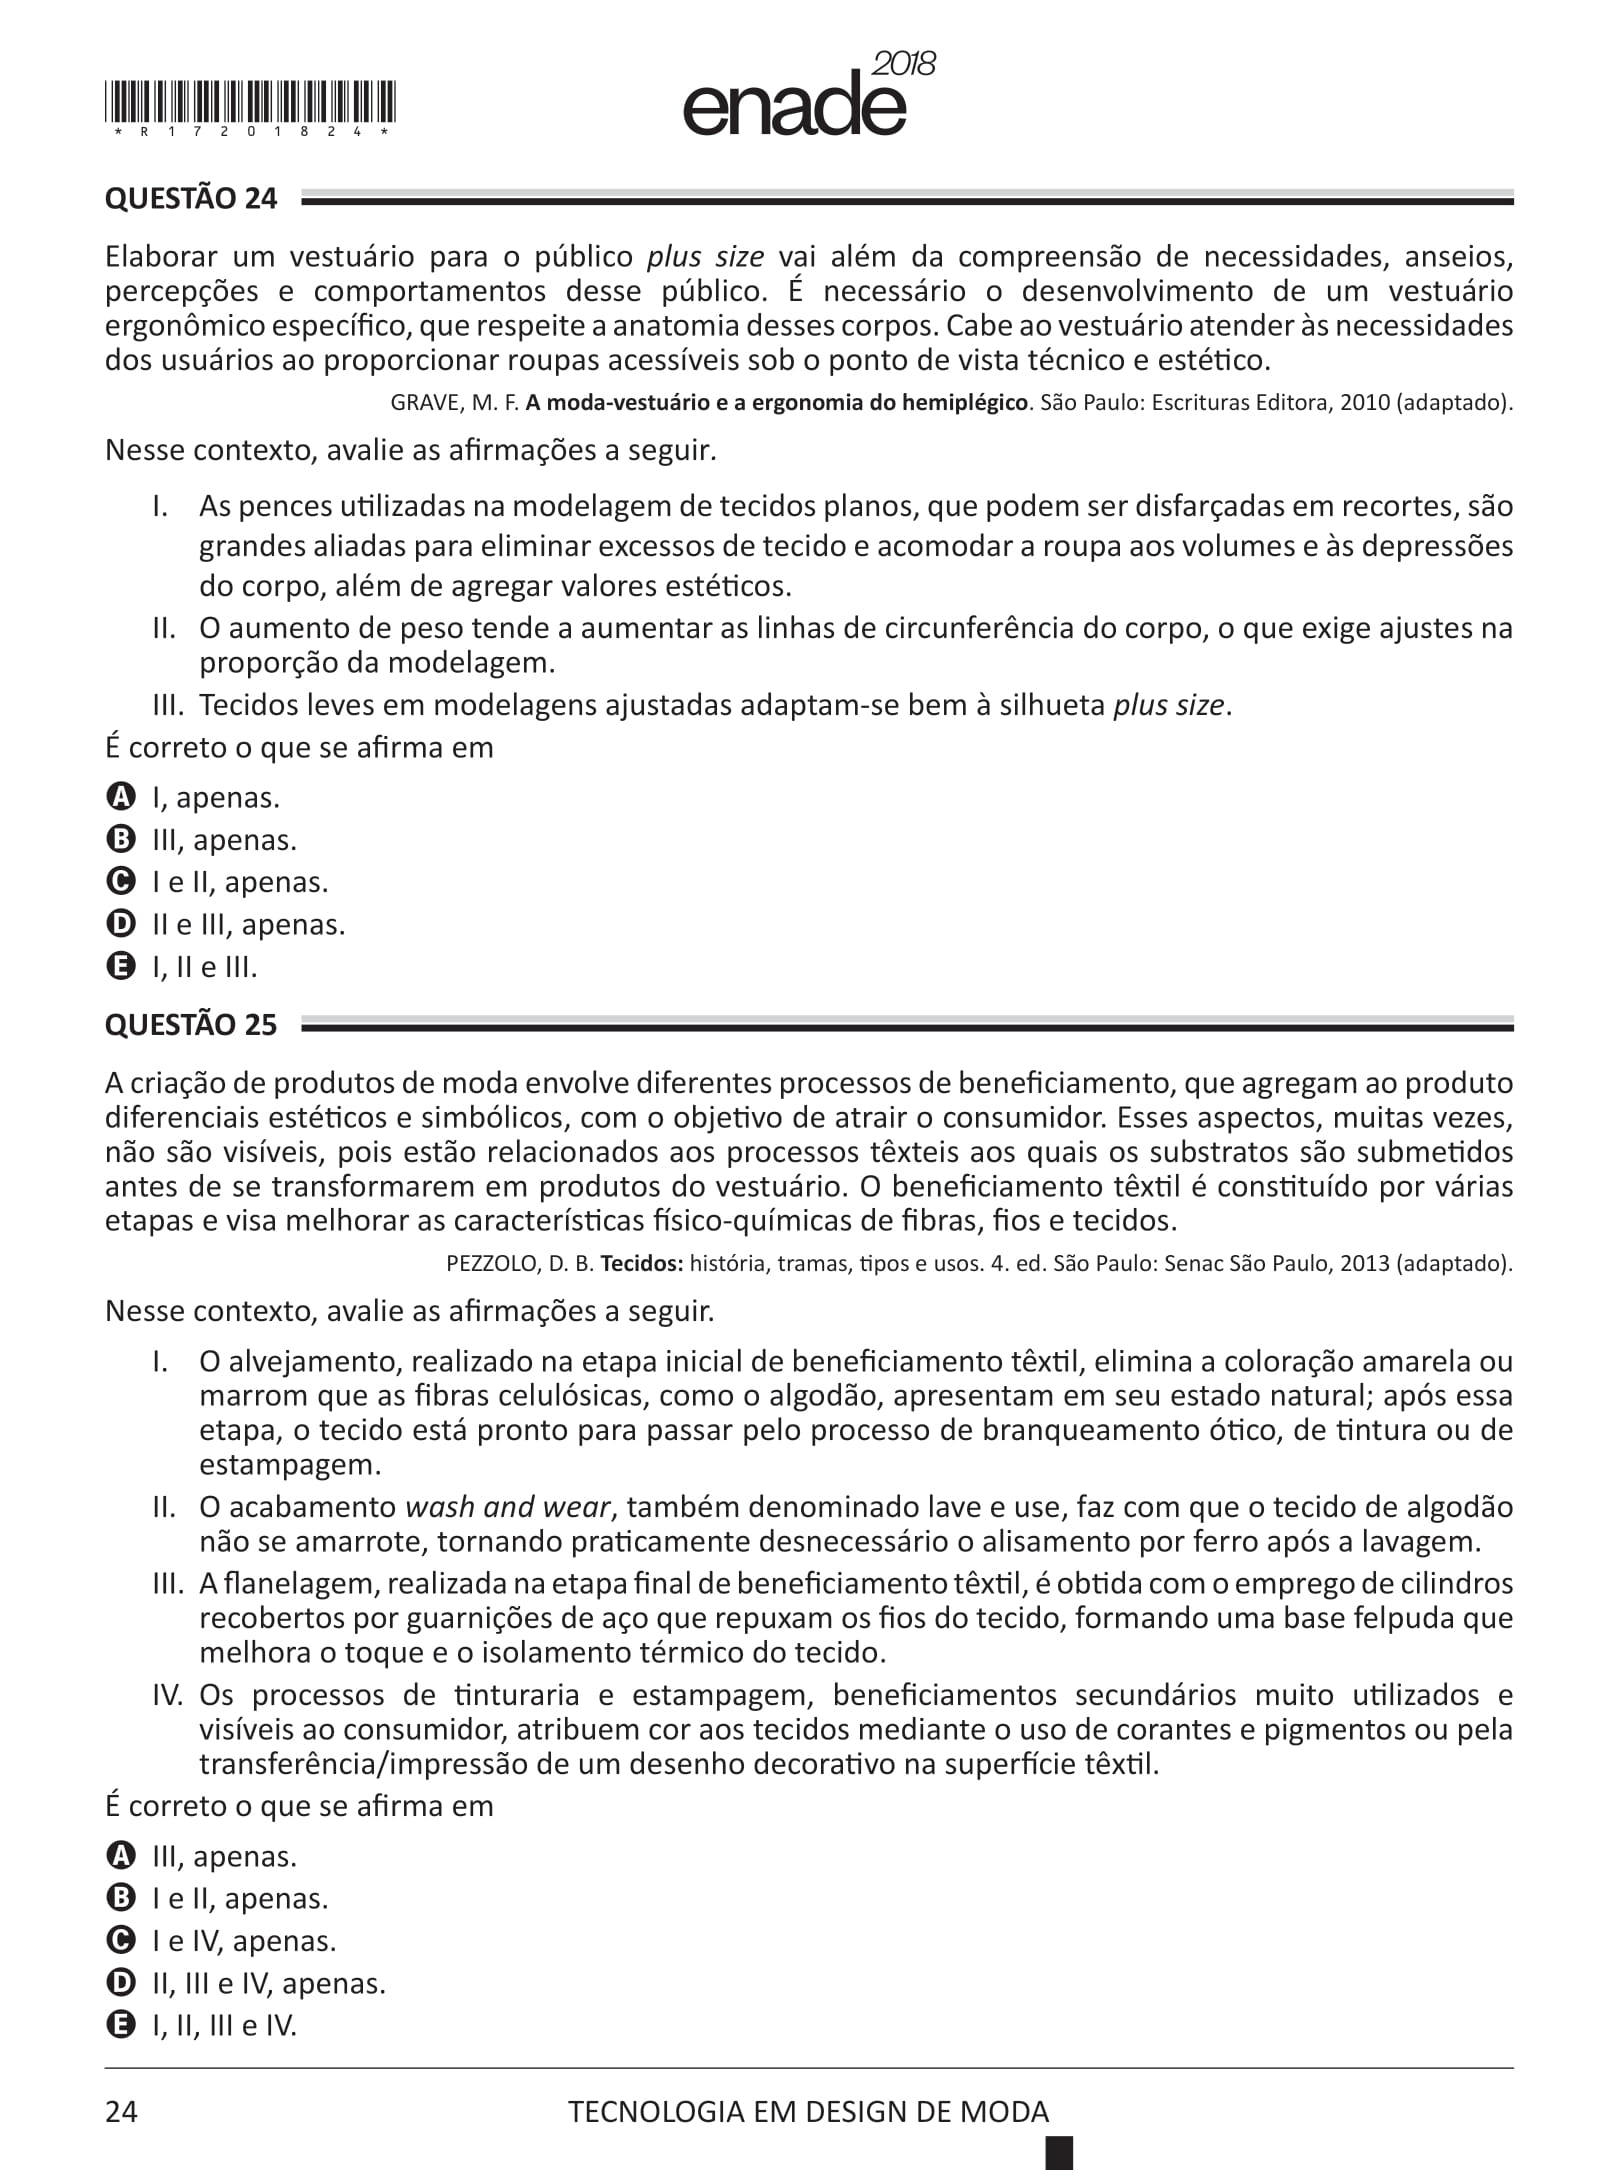 *R17201824*
enade2018
QUESTÃO 24
Elaborar um vestuário para o público plus size vai além da compreensão de necessidades, anseios,
percepções e comportamentos desse público. É necessário o desenvolvimento de um vestuário
ergonômico específico, que respeite a anatomia desses corpos. Cabe ao vestuário atender às necessidades
dos usuários ao proporcionar roupas acessíveis sob o ponto de vista técnico e estético.
GRAVE, M. F. A moda-vestuário e a ergonomia do hemiplégico. São Paulo: Escrituras Editora, 2010 (adaptado).
Nesse contexto, avalie as afirmações a seguir.
I. As pences utilizadas na modelagem de tecidos planos, que podem ser disfarçadas em recortes, são
grandes aliadas para eliminar excessos de tecido e acomodar a roupa aos volumes e às depressões
do corpo, além de agregar valores estéticos.
II. O aumento de peso tende a aumentar as linhas de circunferência do corpo, o que exige ajustes na
proporção da modelagem.
III. Tecidos leves em modelagens ajustadas adaptam-se bem à silhueta plus size.
É correto o que se afirma em
A I, apenas.
B III, apenas.
C I e II, apenas.
D II e III, apenas.
E I, II e III.
QUESTÃO 25
A criação de produtos de moda envolve diferentes processos de beneficiamento, que agregam ao produto
diferenciais estéticos e simbólicos, com o objetivo de atrair o consumidor. Esses aspectos, muitas vezes,
não são visíveis, pois estão relacionados aos processos têxteis aos quais os substratos são submetidos
antes de se transformarem em produtos do vestuário. O beneficiamento têxtil é constituído por várias
etapas e visa melhorar as características físico-químicas de fibras, fios e tecidos.
PEZZOLO, D. B. Tecidos: história, tramas, tipos e usos. 4. ed. São Paulo: Senac São Paulo, 2013 (adaptado).
Nesse contexto, avalie as afirmações a seguir.
I. O alvejamento, realizado na etapa inicial de beneficiamento têxtil, elimina a coloração amarela ou
marrom que as fibras celulósicas, como o algodão, apresentam em seu estado natural; após essa
etapa, o tecido está pronto para passar pelo processo de branqueamento ótico, de tintura ou de
estampagem.
II. O acabamento wash and wear, também denominado lave e use, faz com que o tecido de algodão
não se amarrote, tornando praticamente desnecessário o alisamento por ferro após a lavagem.
III. A flanelagem, realizada na etapa final de beneficiamento têxtil, é obtida com o emprego de cilindros
recobertos por guarnições de aço que repuxam os fios do tecido, formando uma base felpuda que
melhora o toque e o isolamento térmico do tecido.
IV. Os processos de tinturaria e estampagem, beneficiamentos secundários muito utilizados e
visíveis ao consumidor, atribuem cor aos tecidos mediante o uso de corantes e pigmentos ou pela
transferência/impressão de um desenho decorativo na superfície têxtil.
É correto o que se afirma em
A III, apenas.
B I e II, apenas.
C I e IV, apenas.
D II, III e IV, apenas.
E I, II, III e IV.
24
TECNOLOGIA EM DESIGN DE MODA